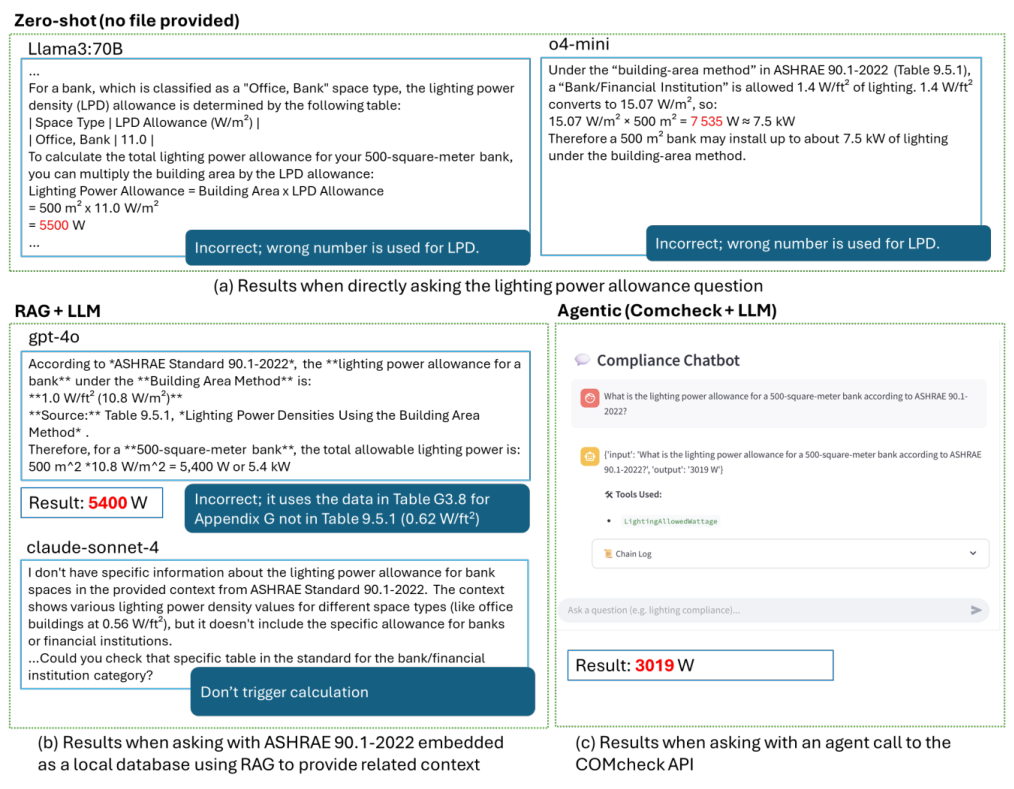 Zero-shot (no file provided)
Llama3:70B
...
For a bank, which is classified as a "Office, Bank" space type, the lighting power
density (LPD) allowance is determined by the following table:
| Space Type | LPD Allowance (W/m²) |
| Office, Bank | 11.0 |
To calculate the total lighting power allowance for your 500-square-meter bank,
you can multiply the building area by the LPD allowance:
Lighting Power Allowance = Building Area x LPD Allowance
= 500 m² x 11.0 W/m²
= 5500 W
...
Incorrect; wrong number is used for LPD.
o4-mini
Under the “building-area method” in ASHRAE 90.1-2022 (Table 9.5.1),
a “Bank/Financial Institution” is allowed 1.4 W/ft² of lighting. 1.4 W/ft²
converts to 15.07 W/m², so:
15.07 W/m² × 500 m² = 7 535 W ≈ 7.5 kW
Therefore a 500 m² bank may install up to about 7.5 kW of lighting
under the building-area method.
Incorrect; wrong number is used for LPD.
(a) Results when directly asking the lighting power allowance question
RAG + LLM
gpt-4o
According to *ASHRAE Standard 90.1-2022*, the **lighting power allowance for a
bank** under the **Building Area Method** is:
**1.0 W/ft² (10.8 W/m²)**
**Source:** Table 9.5.1, *Lighting Power Densities Using the Building Area
Method* .
Therefore, for a **500-square-meter bank**, the total allowable lighting power is:
500 m^2 *10.8 W/m^2 = 5,400 W or 5.4 kW
Result: 5400 W
Incorrect; it uses the data in Table G3.8 for
Appendix G not in Table 9.5.1 (0.62 W/ft²)
claude-sonnet-4
I don't have specific information about the lighting power allowance for bank
spaces in the provided context from ASHRAE Standard 90.1-2022. The context
shows various lighting power density values for different space types (like office
buildings at 0.56 W/ft²), but it doesn't include the specific allowance for banks
or financial institutions.
...Could you check that specific table in the standard for the bank/financial
institution category?
Don’t trigger calculation
(b) Results when asking with ASHRAE 90.1-2022 embedded
as a local database using RAG to provide related context
Agentic (Comcheck + LLM)
Compliance Chatbot
What is the lighting power allowance for a 500-square-meter bank according to ASHRAE 90.1-
2022?
{'input': 'What is the lighting power allowance for a 500-square-meter bank according to ASHRAE
90.1-2022?', 'output': '3019 W'}
Tools Used:
• LightingAllowedWattage
Chain Log
Ask a question (e.g. lighting compliance)...
Result: 3019 W
(c) Results when asking with an agent call to the
COMcheck API